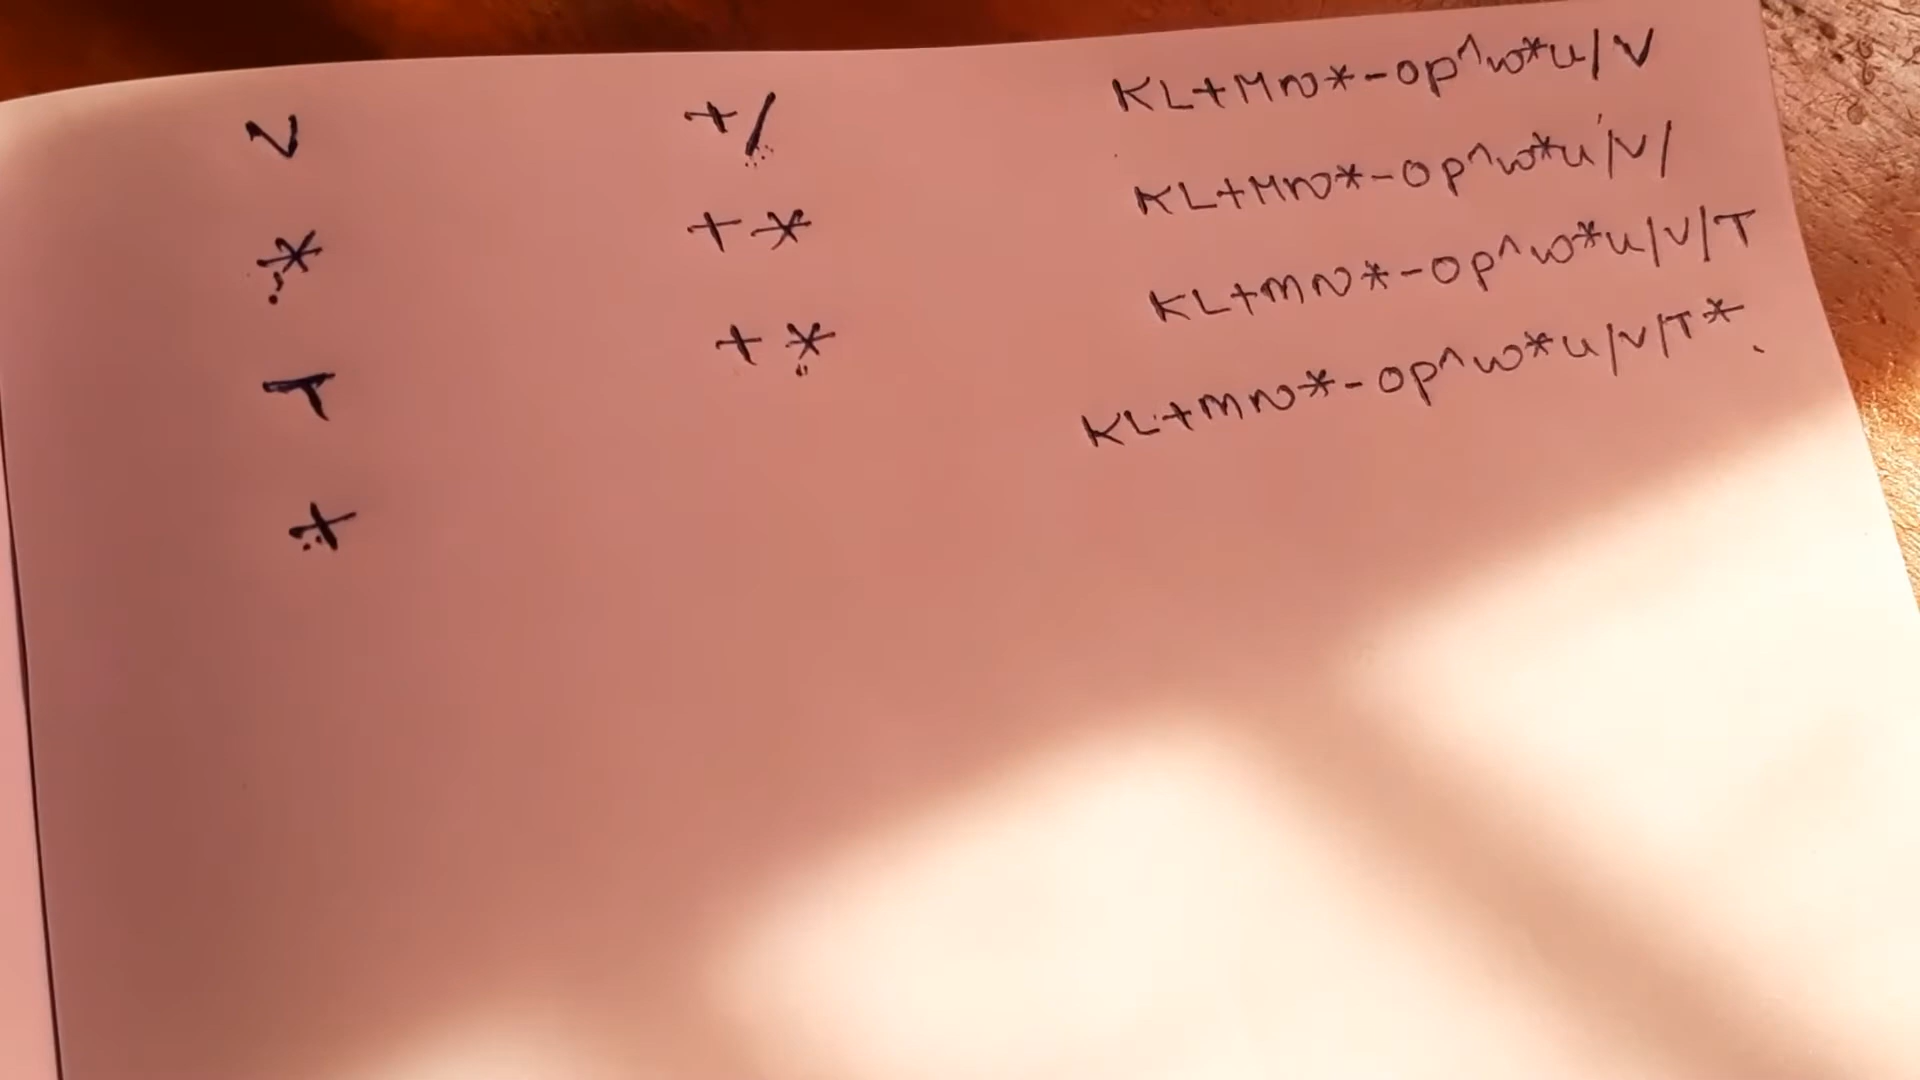 V +/ KL+Mn*-op^w*u/V
* +* KL+Mn*-op^w*u/V/
T +* KL+mn*-op^w*u/V/T
+ KL+mn*-op^w*u/V/T*